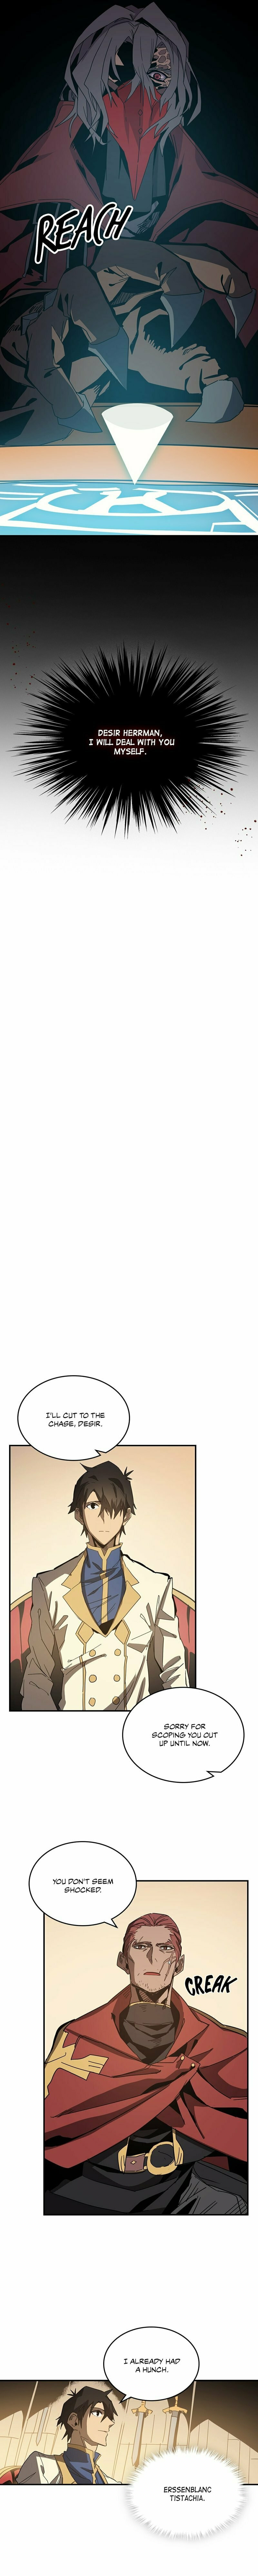 REACH
DESIR HERRMAN,
I WILL DEAL WITH YOU
MYSELF.
I'LL CUT TO THE
CHASE, DESIR.
SORRY FOR
SCOPING YOU OUT
UP UNTIL NOW.
YOU DON'T SEEM
SHOCKED.
CREAK
I ALREADY HAD
A HUNCH.
ERSSENBLANC
TISTACHIA.